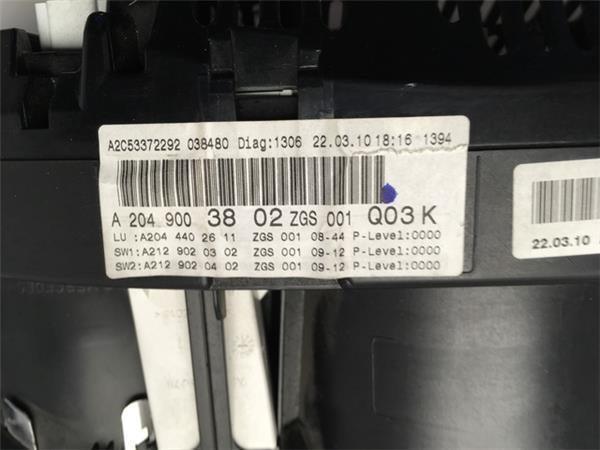 A2C53372292 038480 Diag:1306 22.03.10 18:16 1394
A 204 900 38 02 ZGS 001 Q03 K
LU :A204 440 26 11 ZGS 001 08-44 P-Level:0000
SW1:A212 902 03 02 ZGS 001 09-12 P-Level:0000
SW2:A212 902 04 02 ZGS 001 09-12 P-Level:0000
22.03.10